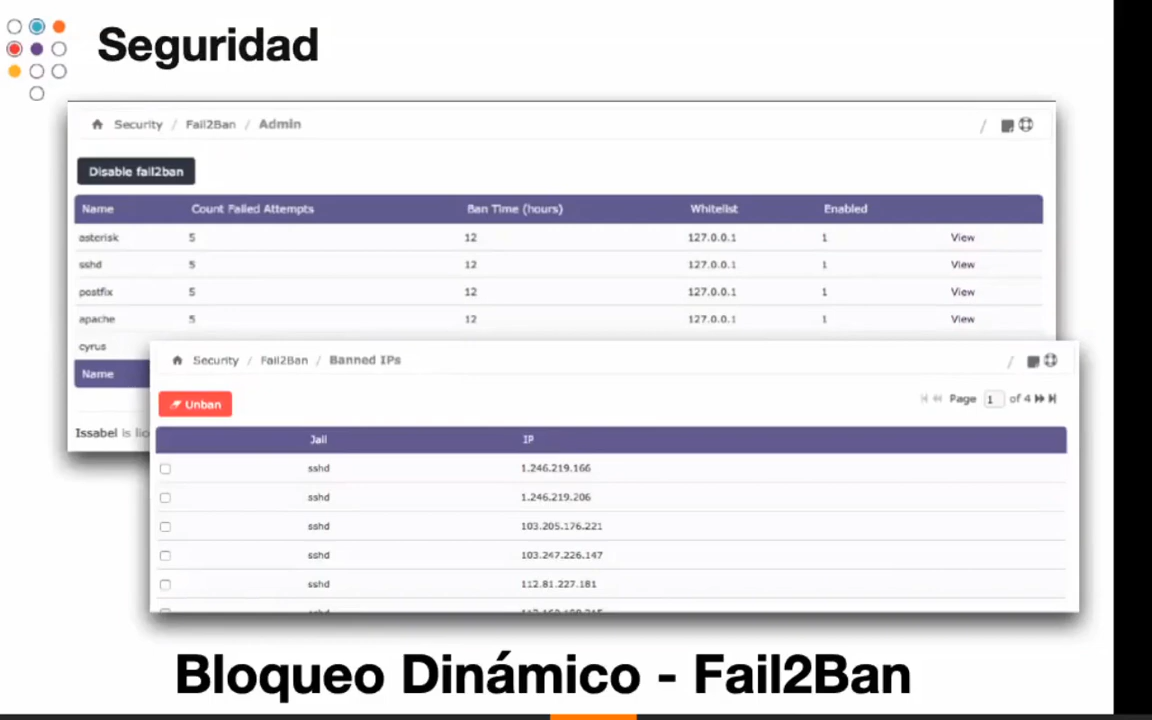 Seguridad
Security / Fail2Ban / Admin /
Disable fail2ban
Name Count Failed Attempts Ban Time (hours) Whitelist Enabled
asterisk 5 12 127.0.0.1 1 View
sshd 5 12 127.0.0.1 1 View
postfix 5 12 127.0.0.1 1 View
apache 5 12 127.0.0.1 1 View
cyrus
Name
Issabel is
Security / Fail2Ban / Banned IPs /
Unban Page 1 of 4
Jail IP
sshd 1.246.219.166
sshd 1.246.219.206
sshd 103.205.176.221
sshd 103.247.226.147
sshd 112.81.227.181
Bloqueo Dinámico - Fail2Ban